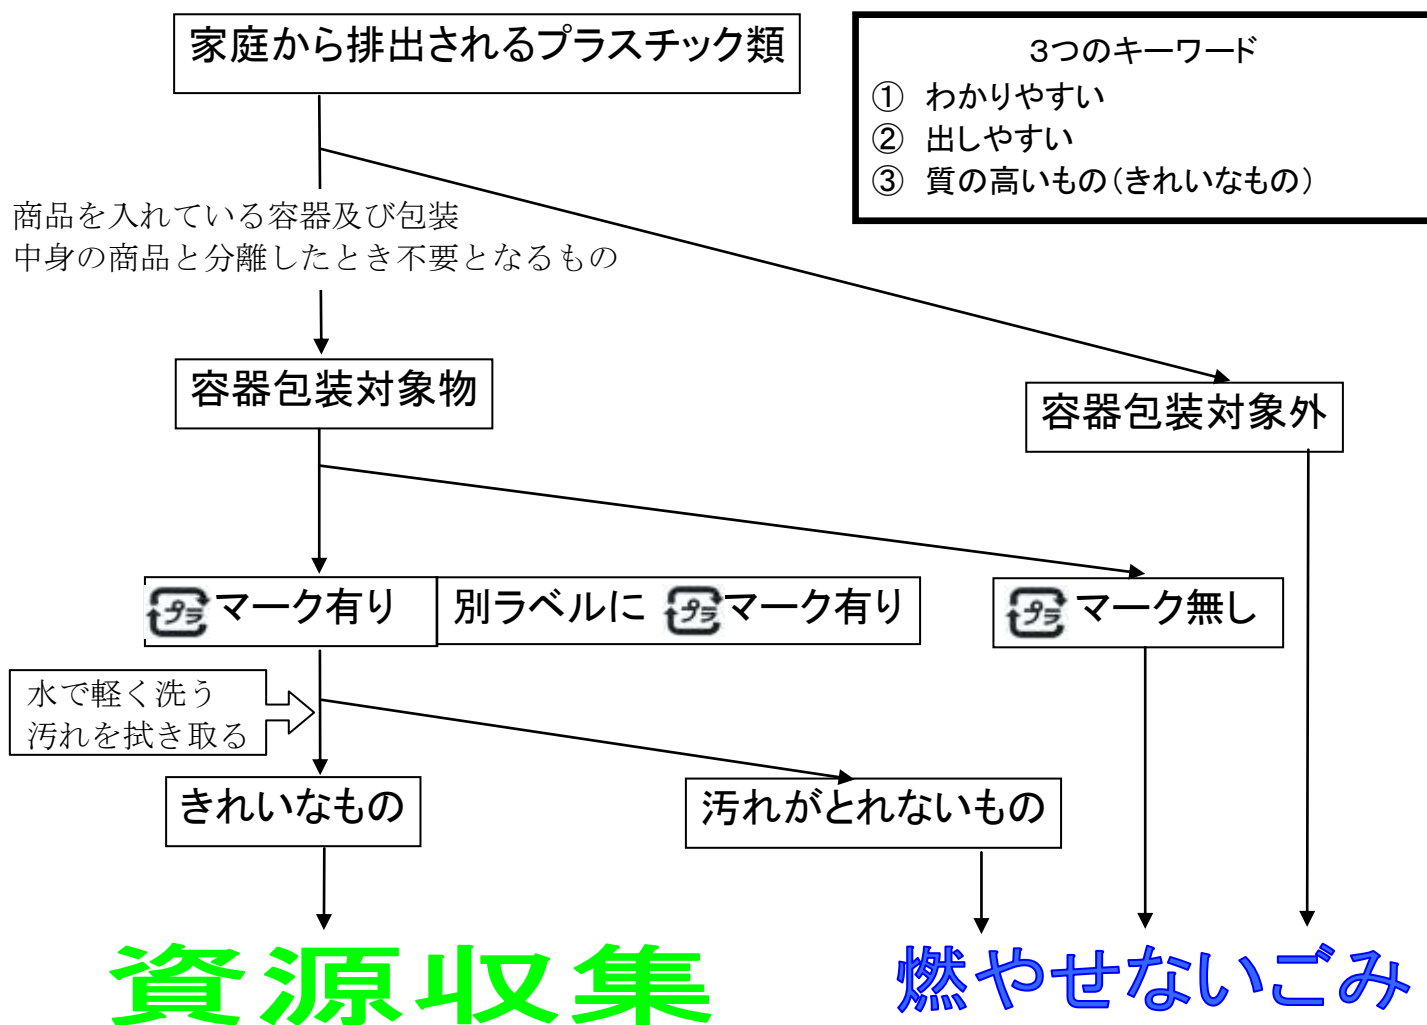 家庭から排出されるプラスチック類
3つのキーワード
① わかりやすい
② 出しやすい
③ 質の高いもの(きれいなもの)
商品を入れている容器及び包装
中身の商品と分離したとき不要となるもの
容器包装対象物
容器包装対象外
プラ マーク有り
別ラベルに プラ マーク有り
プラ マーク無し
水で軽く洗う
汚れを拭き取る
きれいなもの
汚れがとれないもの
資源収集
燃やせないごみ